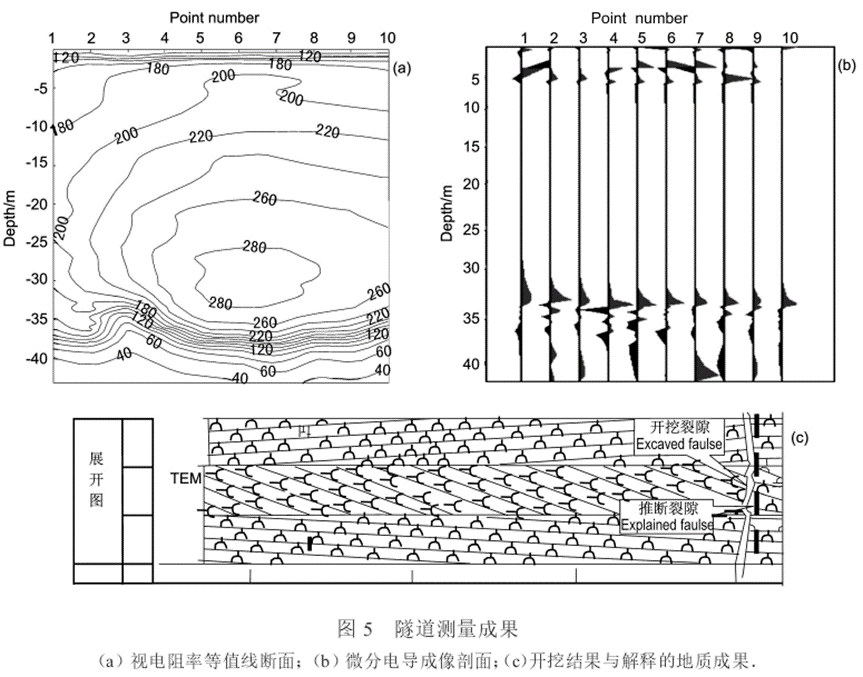 Point number
1 2 3 4 5 6 7 8 9 10
120 120
180 180 (a)
200
-5
200
-10
180 200 220 220
-15
-20
200 260
Depth/m
-25
280
-30
280 260
180
-35 120 260 220
220 120
60 120 60
-40
40 40 60 40
Point number
1 2 3 4 5 6 7 8 9 10
(b)
5
10
15
20
Depth/m
29
30
35
40
展开图
TEM
开挖裂隙
Excaved faulse
(c)
推断裂隙
Explained faulse
图 5 隧道测量成果
(a) 视电阻率等值线断面; (b) 微分电导成像剖面; (c)开挖结果与解释的地质成果.